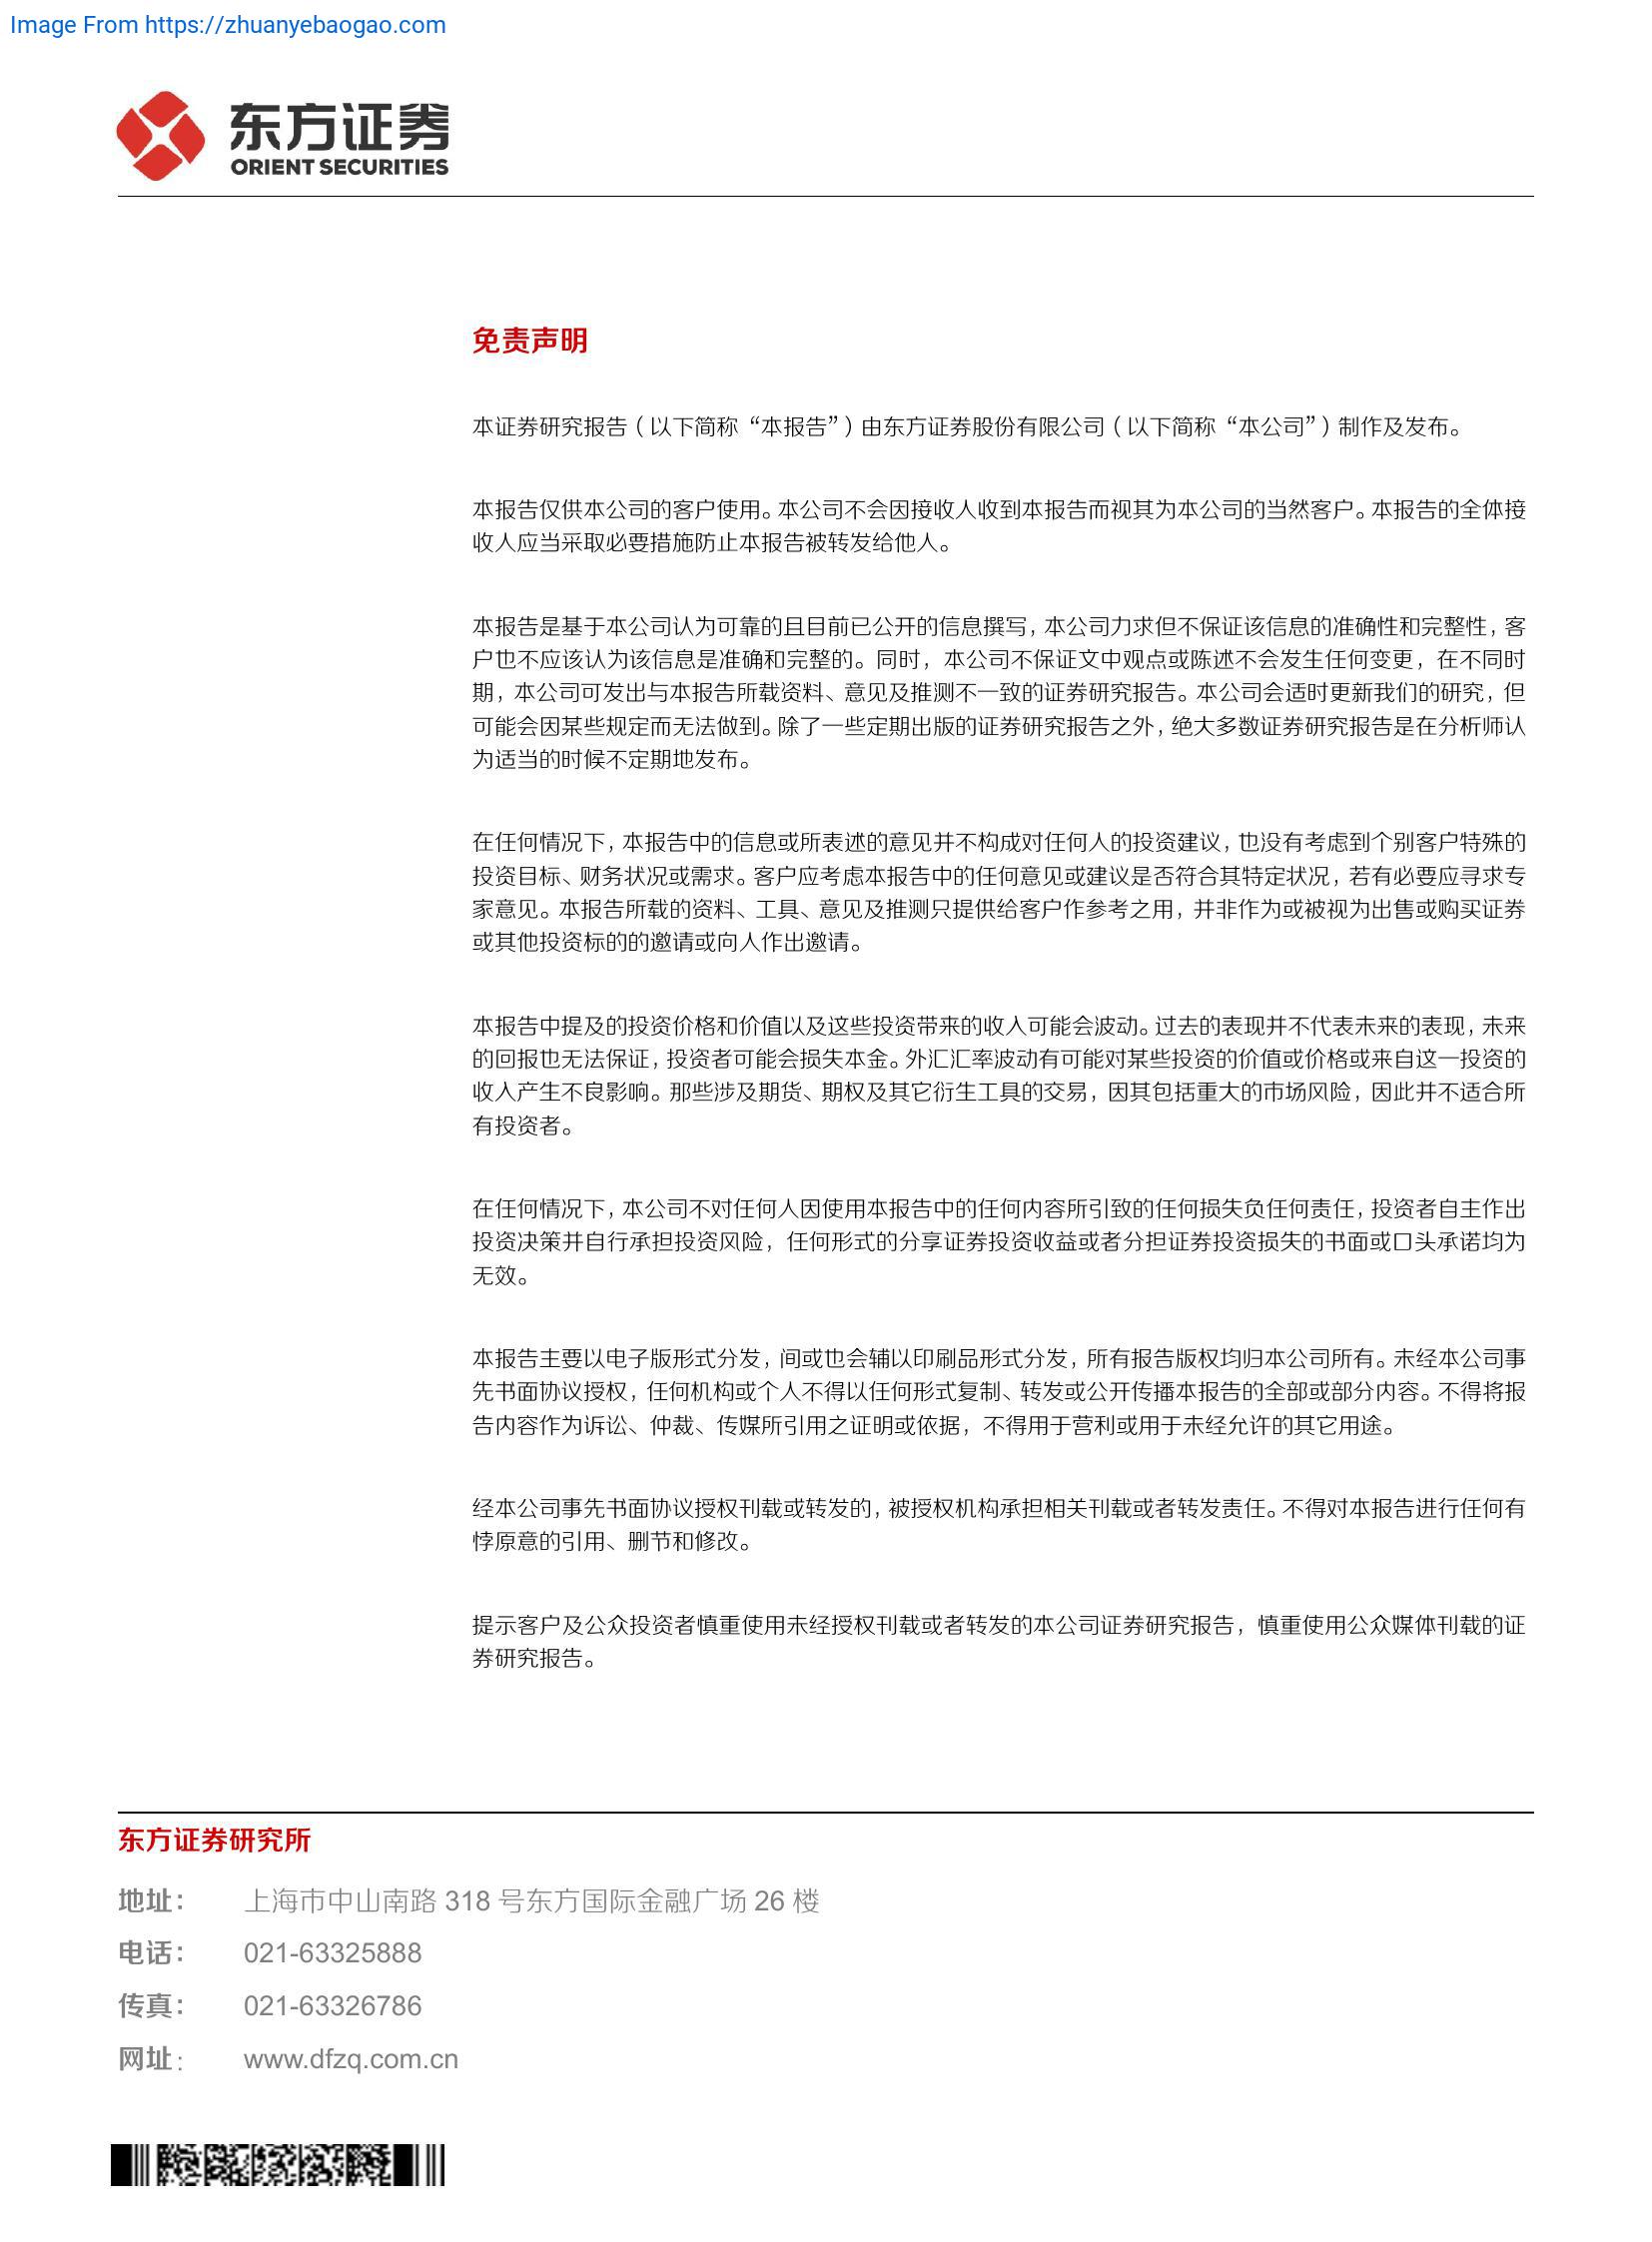 Image From https://zhuanyebaogao.com
东方证券
ORIENT SECURITIES
免责声明
本证券研究报告（以下简称“本报告”）由东方证券股份有限公司（以下简称“本公司”）制作及发布。
本报告仅供本公司的客户使用。本公司不会因接收人收到本报告而视其为本公司的当然客户。本报告的全体接
收人应当采取必要措施防止本报告被转发给他人。
本报告是基于本公司认为可靠的且目前已公开的信息撰写，本公司力求但不保证该信息的准确性和完整性，客
户也不应该认为该信息是准确和完整的。同时，本公司不保证文中观点或陈述不会发生任何变更，在不同时
期，本公司可发出与本报告所载资料、意见及推测不一致的证券研究报告。本公司会适时更新我们的研究，但
可能会因某些规定而无法做到。除了一些定期出版的证券研究报告之外，绝大多数证券研究报告是在分析师认
为适当的时候不定期地发布。
在任何情况下，本报告中的信息或所表述的意见并不构成对任何人的投资建议，也没有考虑到个别客户特殊的
投资目标、财务状况或需求。客户应考虑本报告中的任何意见或建议是否符合其特定状况，若有必要应寻求专
家意见。本报告所载的资料、工具、意见及推测只提供给客户作参考之用，并非作为或被视为出售或购买证券
或其他投资标的的邀请或向人作出邀请。
本报告中提及的投资价格和价值以及这些投资带来的收入可能会波动。过去的表现并不代表未来的表现，未来
的回报也无法保证，投资者可能会损失本金。外汇汇率波动有可能对某些投资的价值或价格或来自这一投资的
收入产生不良影响。那些涉及期货、期权及其它衍生工具的交易，因其包括重大的市场风险，因此并不适合所
有投资者。
在任何情况下，本公司不对任何人因使用本报告中的任何内容所引致的任何损失负任何责任，投资者自主作出
投资决策并自行承担投资风险，任何形式的分享证券投资收益或者分担证券投资损失的书面或口头承诺均为
无效。
本报告主要以电子版形式分发，间或也会辅以印刷品形式分发，所有报告版权均归本公司所有。未经本公司事
先书面协议授权，任何机构或个人不得以任何形式复制、转发或公开传播本报告的全部或部分内容。不得将报
告内容作为诉讼、仲裁、传媒所引用之证明或依据，不得用于营利或用于未经允许的其它用途。
经本公司事先书面协议授权刊载或转发的，被授权机构承担相关刊载或者转发责任。不得对本报告进行任何有
悖原意的引用、删节和修改。
提示客户及公众投资者慎重使用未经授权刊载或者转发的本公司证券研究报告，慎重使用公众媒体刊载的证
券研究报告。
东方证券研究所
地址： 上海市中山南路 318 号东方国际金融广场 26 楼
电话： 021-63325888
传真： 021-63326786
网址： www.dfzq.com.cn